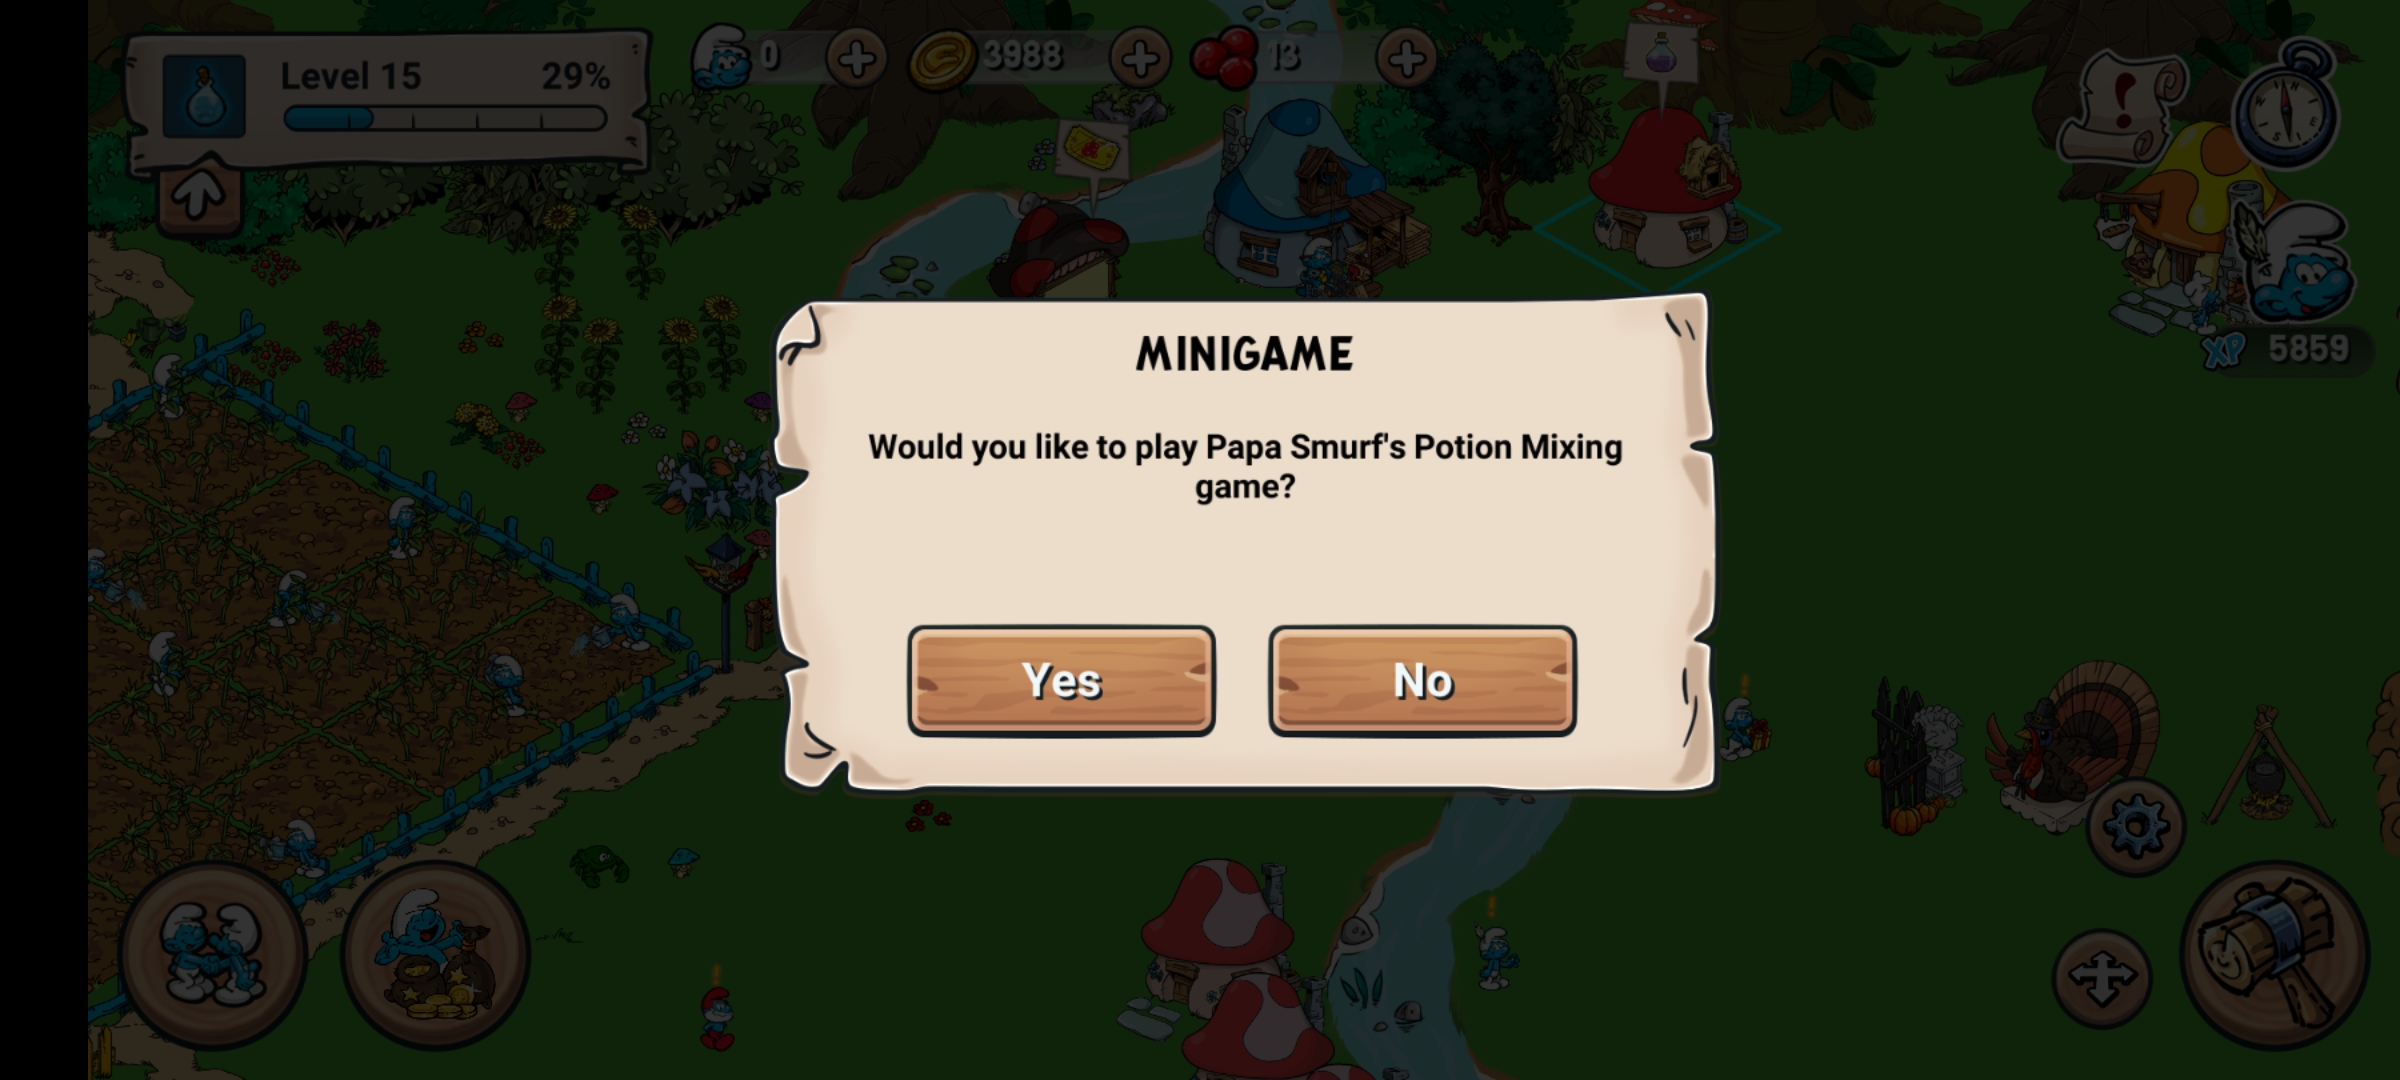 Level 15 29%
0
3988
13
XP 5859
MINIGAME
Would you like to play Papa Smurf's Potion Mixing
game?
Yes
No